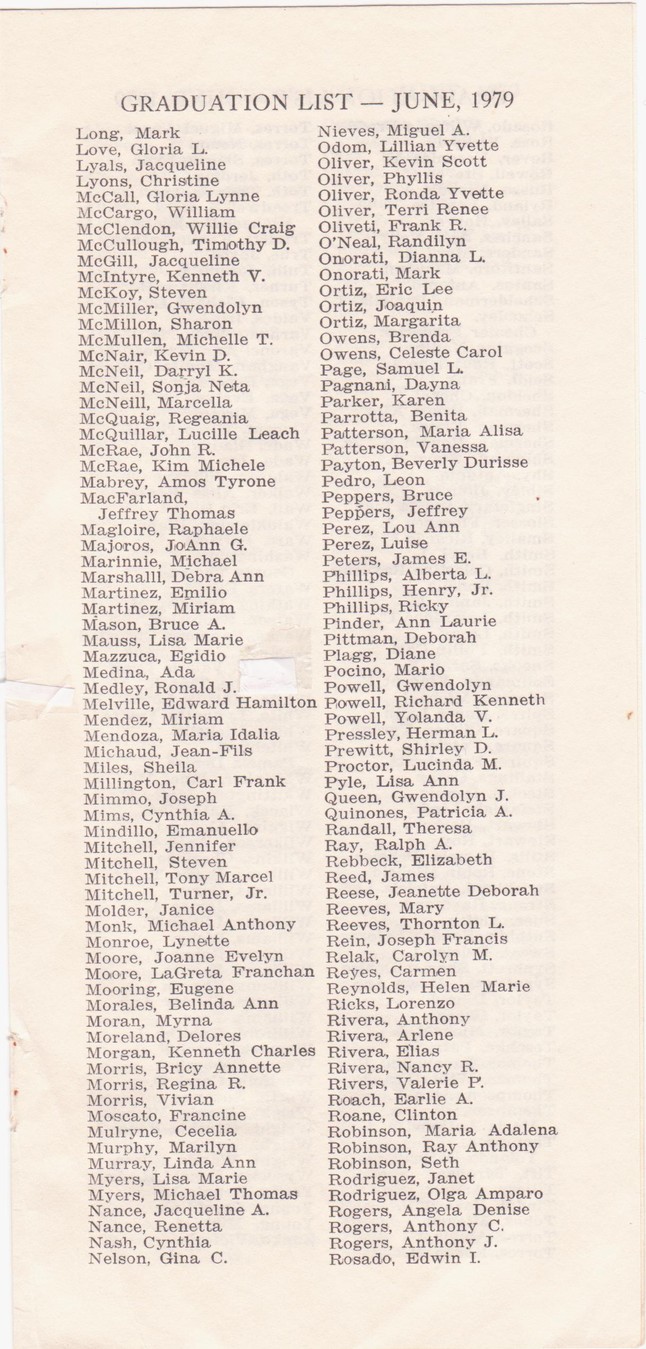 GRADUATION LIST — JUNE, 1979
Long, Mark
Love, Gloria L.
Lyals, Jacqueline
Lyons, Christine
McCall, Gloria Lynne
McCargo, William
McClendon, Willie Craig
McCullough, Timothy D.
McGill, Jacqueline
McIntyre, Kenneth V.
McKoy, Steven
McMiller, Gwendolyn
McMillon, Sharon
McMullen, Michelle T.
McNair, Kevin D.
McNeil, Darryl K.
McNeil, Sonja Neta
McNeill, Marcella
McQuaig, Regeania
McQuillar, Lucille Leach
McRae, John R.
McRae, Kim Michele
Mabrey, Amos Tyrone
MacFarland,
Jeffrey Thomas
Magloire, Raphaele
Majoros, JoAnn G.
Marinnie, Michael
Marshalll, Debra Ann
Martinez, Emilio
Martinez, Miriam
Mason, Bruce A.
Mauss, Lisa Marie
Mazzuca, Egidio
Medina, Ada
Medley, Ronald J.
Melville, Edward Hamilton
Mendez, Miriam
Mendoza, Maria Idalia
Michaud, Jean-Fils
Miles, Sheila
Millington, Carl Frank
Mimmo, Joseph
Mims, Cynthia A.
Mindillo, Emanuello
Mitchell, Jennifer
Mitchell, Steven
Mitchell, Tony Marcel
Mitchell, Turner, Jr.
Molder, Janice
Monk, Michael Anthony
Monroe, Lynette
Moore, Joanne Evelyn
Moore, LaGreta Franchan
Mooring, Eugene
Morales, Belinda Ann
Moran, Myrna
Moreland, Delores
Morgan, Kenneth Charles
Morris, Bricy Annette
Morris, Regina R.
Morris, Vivian
Moscato, Francine
Mulryne, Cecelia
Murphy, Marilyn
Murray, Linda Ann
Myers, Lisa Marie
Myers, Michael Thomas
Nance, Jacqueline A.
Nance, Renetta
Nash, Cynthia
Nelson, Gina C.
Nieves, Miguel A.
Odom, Lillian Yvette
Oliver, Kevin Scott
Oliver, Phyllis
Oliver, Ronda Yvette
Oliver, Terri Renee
Oliveti, Frank R.
O'Neal, Randilyn
Onorati, Dianna L.
Onorati, Mark
Ortiz, Eric Lee
Ortiz, Joaquin
Ortiz, Margarita
Owens, Brenda
Owens, Celeste Carol
Page, Samuel L.
Pagnani, Dayna
Parker, Karen
Parrotta, Benita
Patterson, Maria Alisa
Patterson, Vanessa
Payton, Beverly Durisse
Pedro, Leon
Peppers, Bruce
Peppers, Jeffrey
Perez, Lou Ann
Perez, Luise
Peters, James E.
Phillips, Alberta L.
Phillips, Henry, Jr.
Phillips, Ricky
Pinder, Ann Laurie
Pittman, Deborah
Plagg, Diane
Pocino, Mario
Powell, Gwendolyn
Powell, Richard Kenneth
Powell, Yolanda V.
Pressley, Herman L.
Prewitt, Shirley D.
Proctor, Lucinda M.
Pyle, Lisa Ann
Queen, Gwendolyn J.
Quinones, Patricia A.
Randall, Theresa
Ray, Ralph A.
Rebbeck, Elizabeth
Reed, James
Reese, Jeanette Deborah
Reeves, Mary
Reeves, Thornton L.
Rein, Joseph Francis
Relak, Carolyn M.
Reyes, Carmen
Reynolds, Helen Marie
Ricks, Lorenzo
Rivera, Anthony
Rivera, Arlene
Rivera, Elias
Rivera, Nancy R.
Rivers, Valerie P.
Roach, Earlie A.
Roane, Clinton
Robinson, Maria Adalena
Robinson, Ray Anthony
Robinson, Seth
Rodriguez, Janet
Rodriguez, Olga Amparo
Rogers, Angela Denise
Rogers, Anthony C.
Rogers, Anthony J.
Rosado, Edwin I.